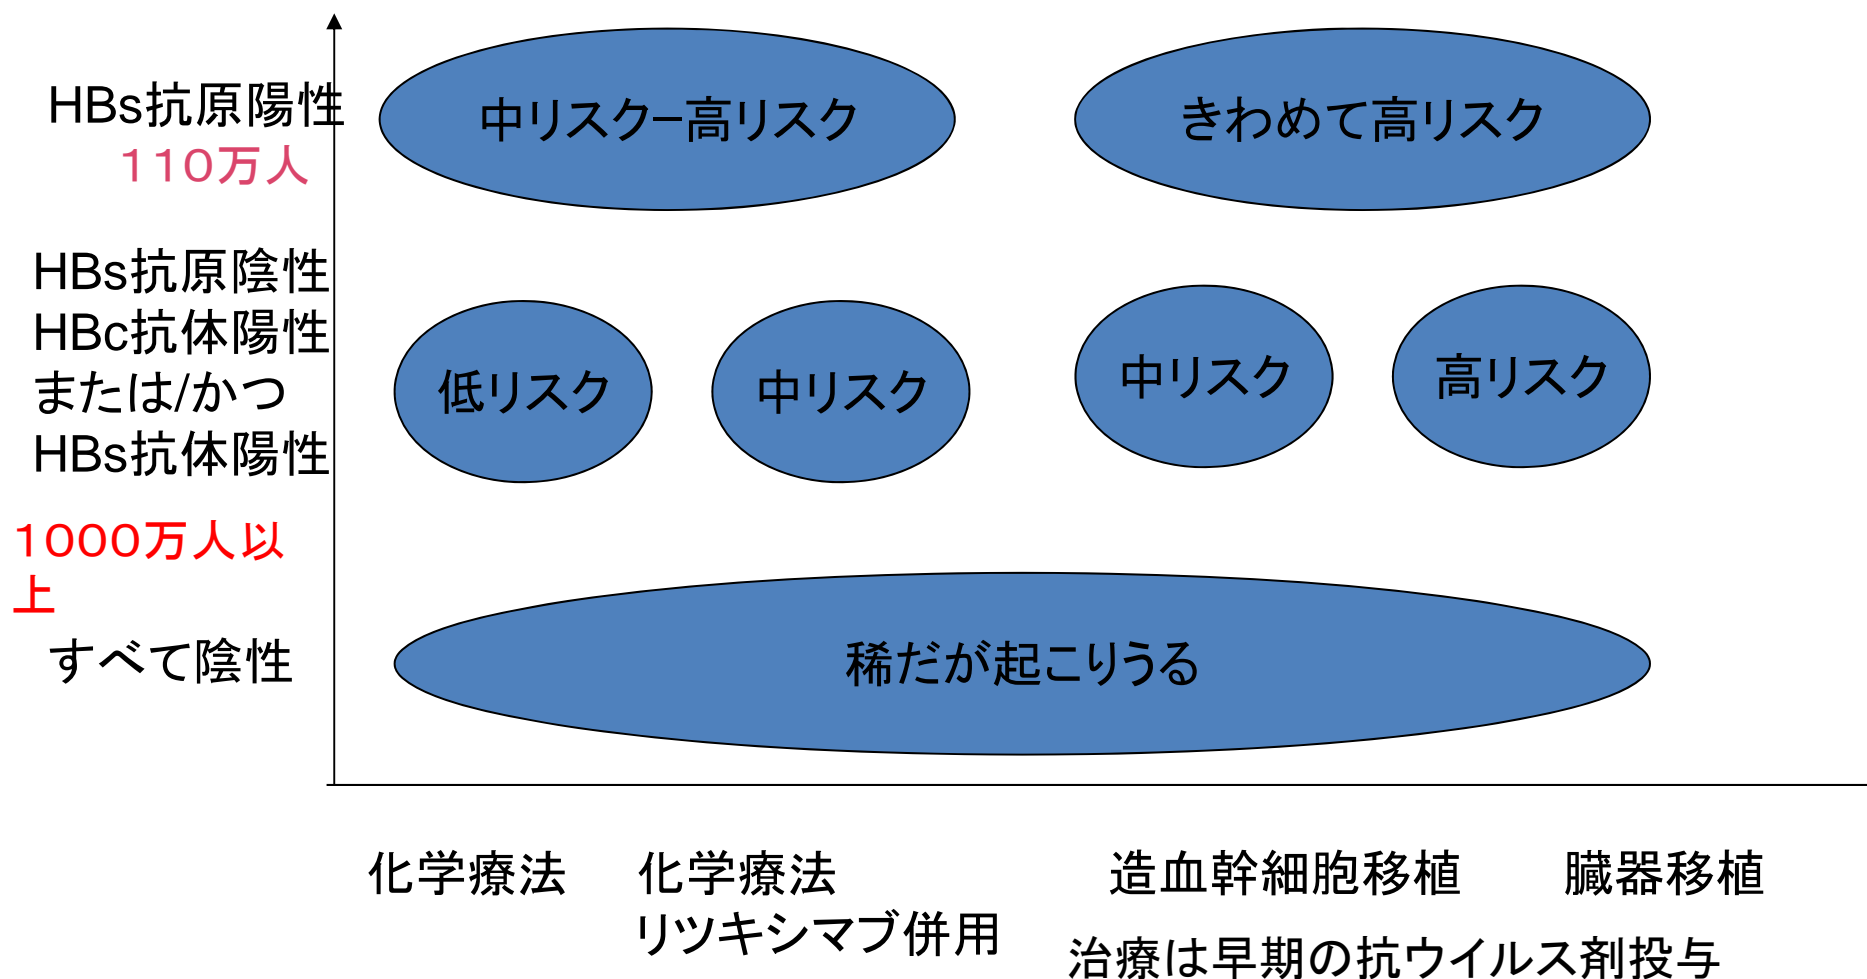 HBs抗原陽性
110万人
中リスクー高リスク
きわめて高リスク
HBs抗原陰性
HBc抗体陽性
または/かつ
HBs抗体陽性
低リスク
中リスク
中リスク
高リスク
1000万人以
上
すべて陰性
稀だが起こりうる
化学療法
化学療法
リツキシマブ併用
造血幹細胞移植
臓器移植
治療は早期の抗ウイルス剤投与